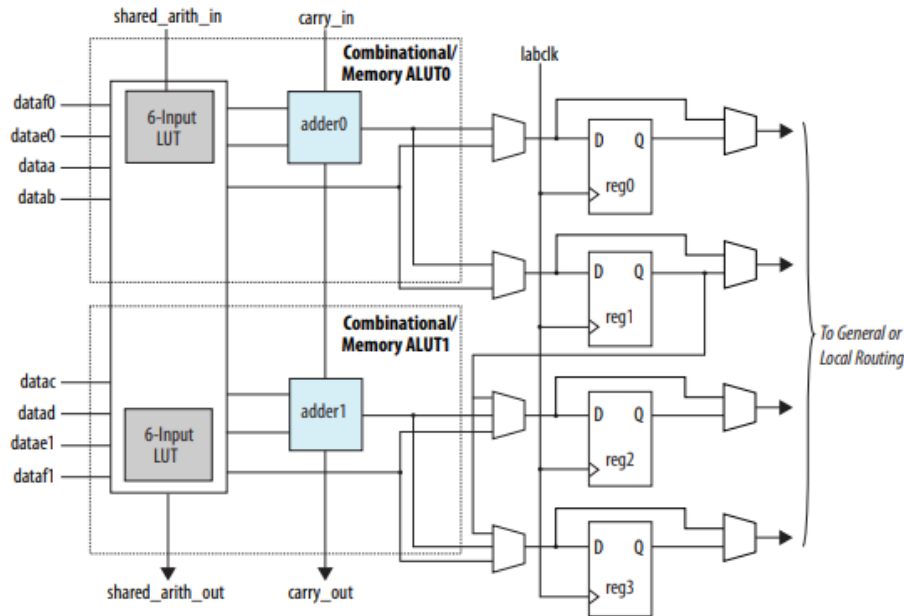 shared_arith_in
carry_in
Combinational/
Memory ALUT0
labclk
dataf0
datae0
dataa
datab
6-Input
LUT
adder0
D Q
reg0
D Q
reg1
Combinational/
Memory ALUT1
To General or
Local Routing
datac
datad
datae1
dataf1
6-Input
LUT
adder1
D Q
reg2
D Q
reg3
shared_arith_out
carry_out